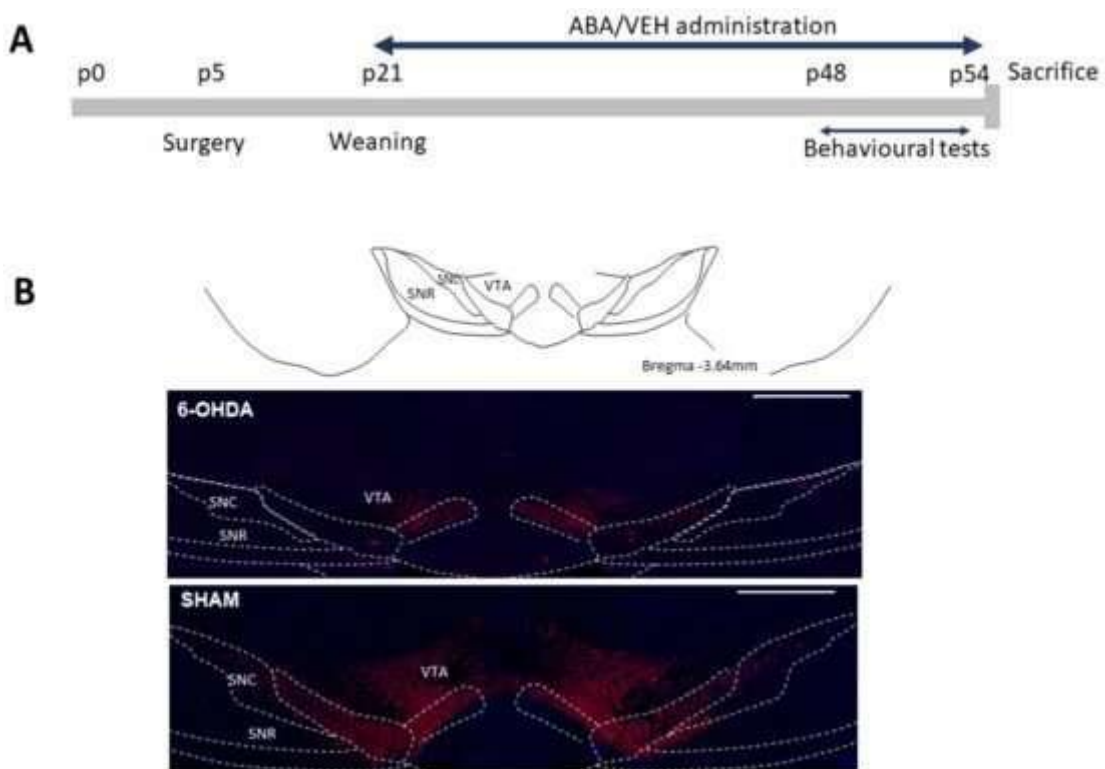 A
ABA/VEH administration
p0 p5 p21 p48 p54 Sacrifice
Surgery Weaning Behavioural tests
B
SNC VTA
SNR
Bregma -3.64mm
6-OHDA
VTA
SNC
SNR
SHAM
VTA
SNC
SNR